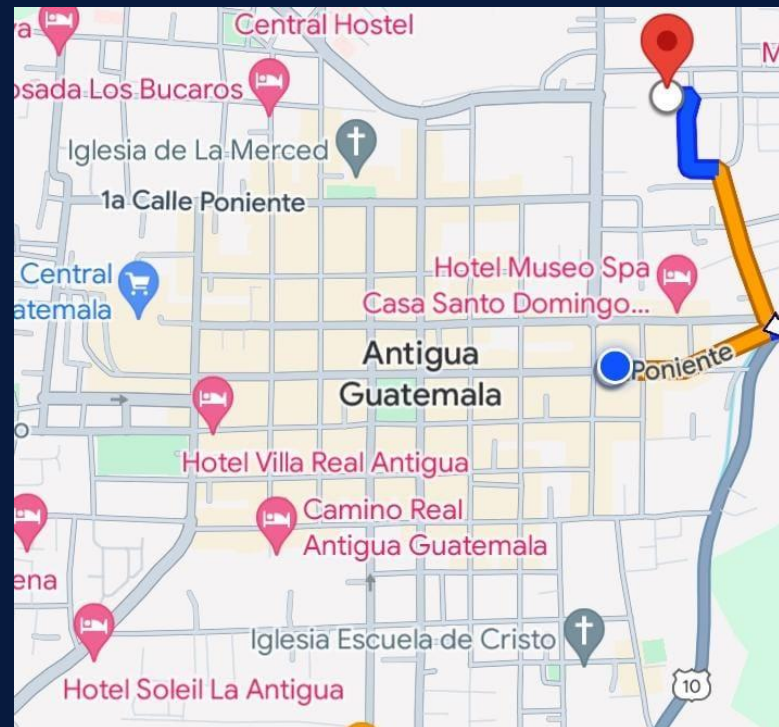 Central Hostel
osada Los Bucaros
Iglesia de La Merced
1a Calle Poniente
Central
atemala
Hotel Museo Spa
Casa Santo Domingo...
Antigua
Guatemala
Poniente
Hotel Villa Real Antigua
Camino Real
Antigua Guatemala
ena
Iglesia Escuela de Cristo
Hotel Soleil La Antigua
10